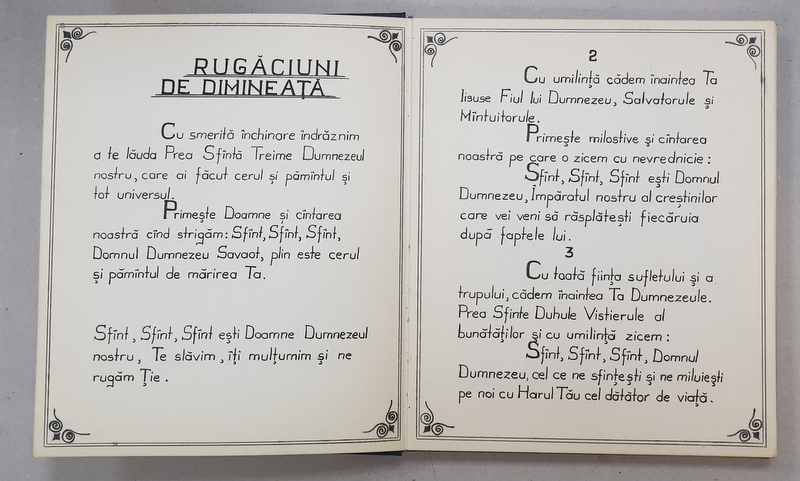 RUGĂCIUNI
DE DIMINEAȚĂ
Cu smerită închinare îndrăznim
a te lăuda Prea Sfîntă Treime Dumnezeul
nostru, care ai făcut cerul și pămîntul și
tot universul.
Primește Doamne și cîntarea
noastră cînd strigăm: Sfînt, Sfînt, Sfînt,
Domnul Dumnezeu Savaot, plin este cerul
și pămîntul de mărirea Ta.
Sfînt, Sfînt, Sfînt ești Doamne Dumnezeul
nostru, Te slăvim, îți mulțumim și ne
rugăm Ție.
2
Cu umilință cădem înaintea Ta
Iisuse Fiul lui Dumnezeu, Salvatorule și
Mîntuitorule.
Primește milostive și cîntarea
noastră pe care o zicem cu nevrednicie:
Sfînt, Sfînt, Sfînt ești Domnul
Dumnezeu, Împăratul nostru al creștinilor
care vei veni să răsplătești fiecăruia
după faptele lui.
3
Cu toată ființa sufletului și a
trupului, cădem înaintea Ta Dumnezeule.
Prea Sfinte Duhule Vistierule al
bunătăților și cu umilință zicem:
Sfînt, Sfînt, Sfînt, Domnul
Dumnezeu, cel ce ne sfințești și ne miluiești
pe noi cu Harul Tău cel dătător de viață.